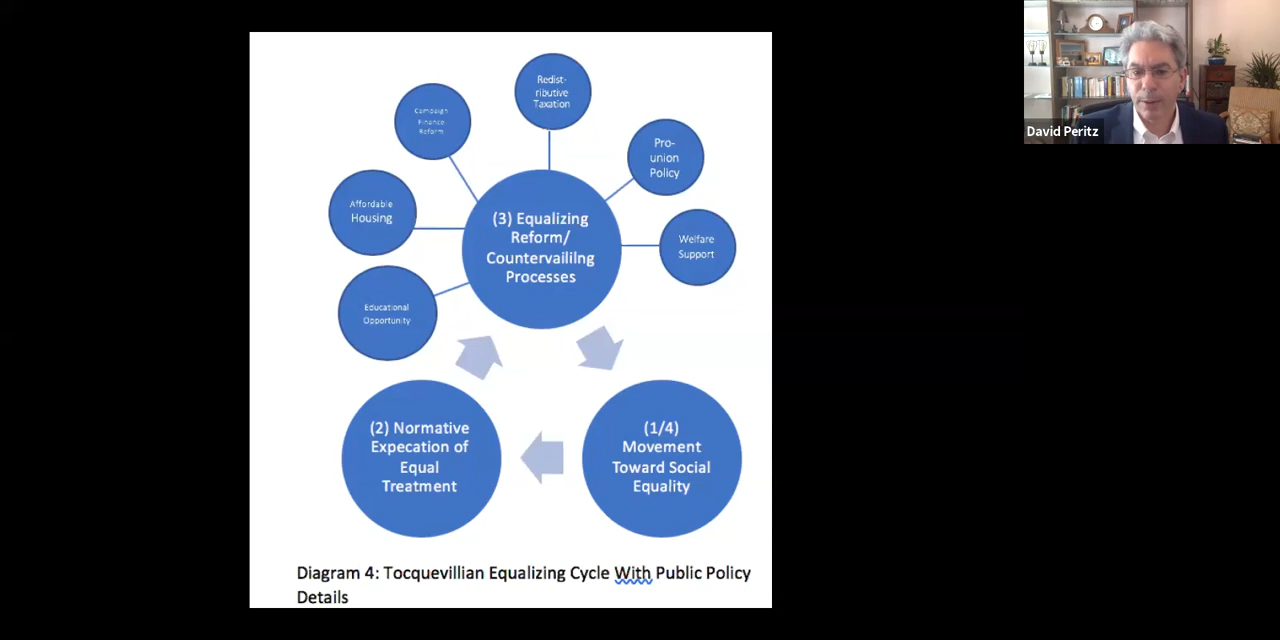 Redist-
ributive
Taxation
Campaign
Finance
Reform
Pro-
union
Policy
Affordable
Housing
(3) Equalizing
Reform/
Countervaililng
Processes
Welfare
Support
Educational
Opportunity
(2) Normative
Expecation of
Equal
Treatment
(1/4)
Movement
Toward Social
Equality
Diagram 4: Tocquevillian Equalizing Cycle With Public Policy
Details
David Peritz